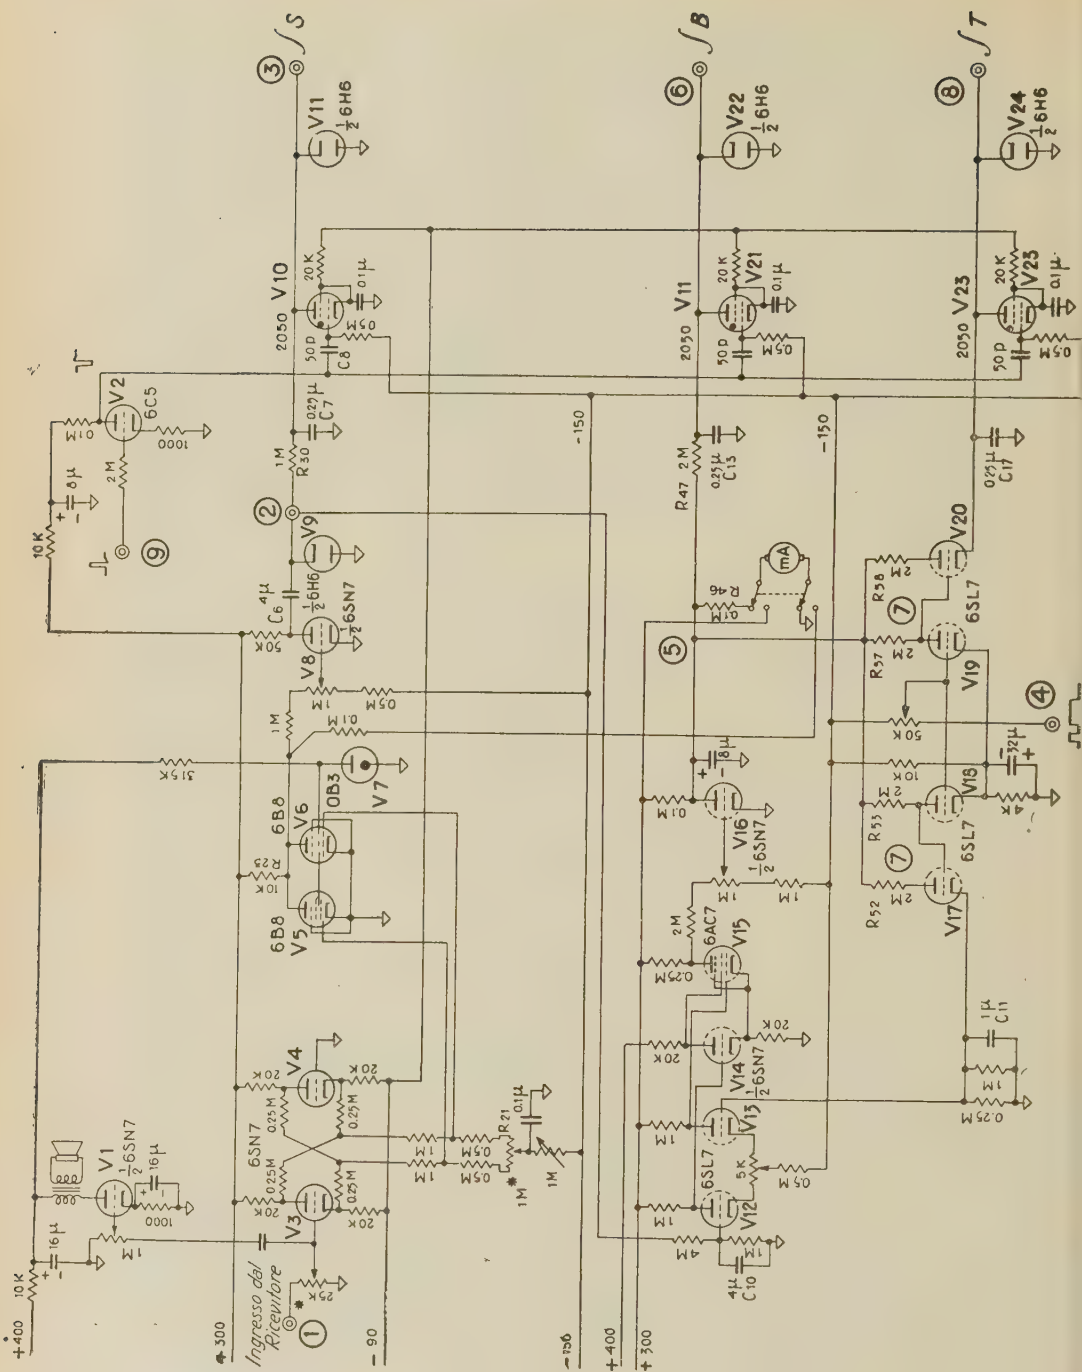 +400
10 K
16 µ
+
-
1M
V1
½ 6SN7
16 µ
+
-
1000
+300
Ingresso dal
Ricevitore
*
1
25K
-90
20K
V3
6SN7
0.25M
0.25M
0.25M
0.25M
20K
V4
20K
20K
1M
1M
0.5M
0.5M
R21
*
1M
0.1µ
1M
-150
31.5K
R23
10K
6B8
V5
6B8
V6
OB3
V7
1M
0.1M
1M
0.5M
V8
½ 6SN7
50K
C6
4µ
½ 6H6
V9
2
10K
8µ
+
-
0.1M
V2
6C5
2 M
1000
9
1M
R30
0.25µ
C7
2050
V10
50p
C8
0.5M
20K
0.1µ
V11
½ 6H6
3
∫S
-150
+400
+300
4M
4µ
C10
1M
1M
6SL7
V12
5K
0.5M
1M
V13
20K
V14
½ 6SN7
20K
0.25M
6AC7
V15
2M
1M
1M
V16
½ 6SN7
0.1M
8µ
+
-
5
R46
0.1M
mA
R47
2M
0.25µ
C13
-150
2050
V11
50p
0.5M
20K
V21
0.1µ
V22
½ 6H6
6
∫B
0.25M
1M
1µ
C11
V17
R52
2M
7
R53
2M
6SL7
V18
4K
10K
32µ
-
+
50K
4
V19
R57
2M
7
6SL7
R58
2M
V20
0.25µ
C17
2050
V23
50p
0.5M
20K
V23
0.1µ
V24
½ 6H6
8
∫T